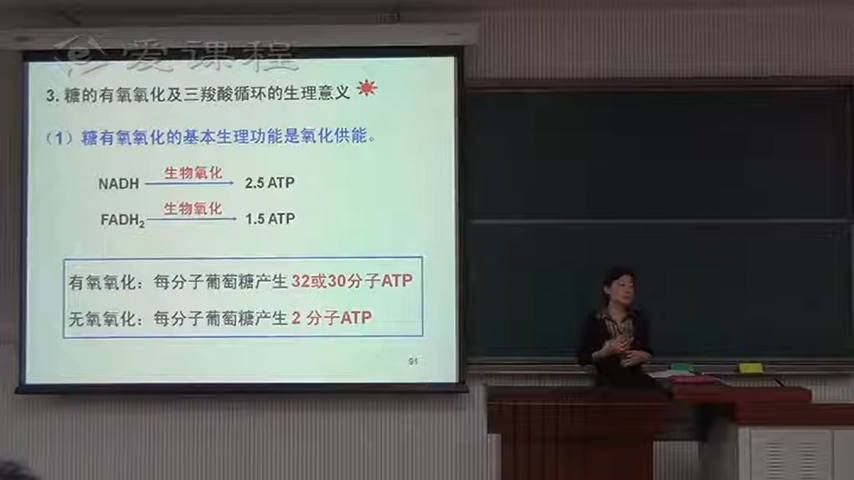 爱课程
3. 糖的有氧氧化及三羧酸循环的生理意义
（1）糖有氧氧化的基本生理功能是氧化供能。
NADH 生物氧化 2.5 ATP
FADH2 生物氧化 1.5 ATP
有氧氧化：每分子葡萄糖产生 32或30分子ATP
无氧氧化：每分子葡萄糖产生 2 分子ATP
91